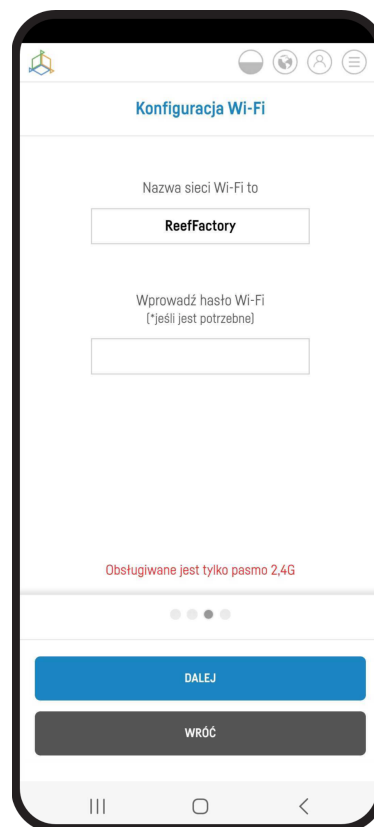 Konfiguracja Wi-Fi
Nazwa sieci Wi-Fi to
ReefFactory
Wprowadź hasło Wi-Fi
(*jeśli jest potrzebne)
Obsługiwane jest tylko pasmo 2,4G
DALEJ
WRÓĆ